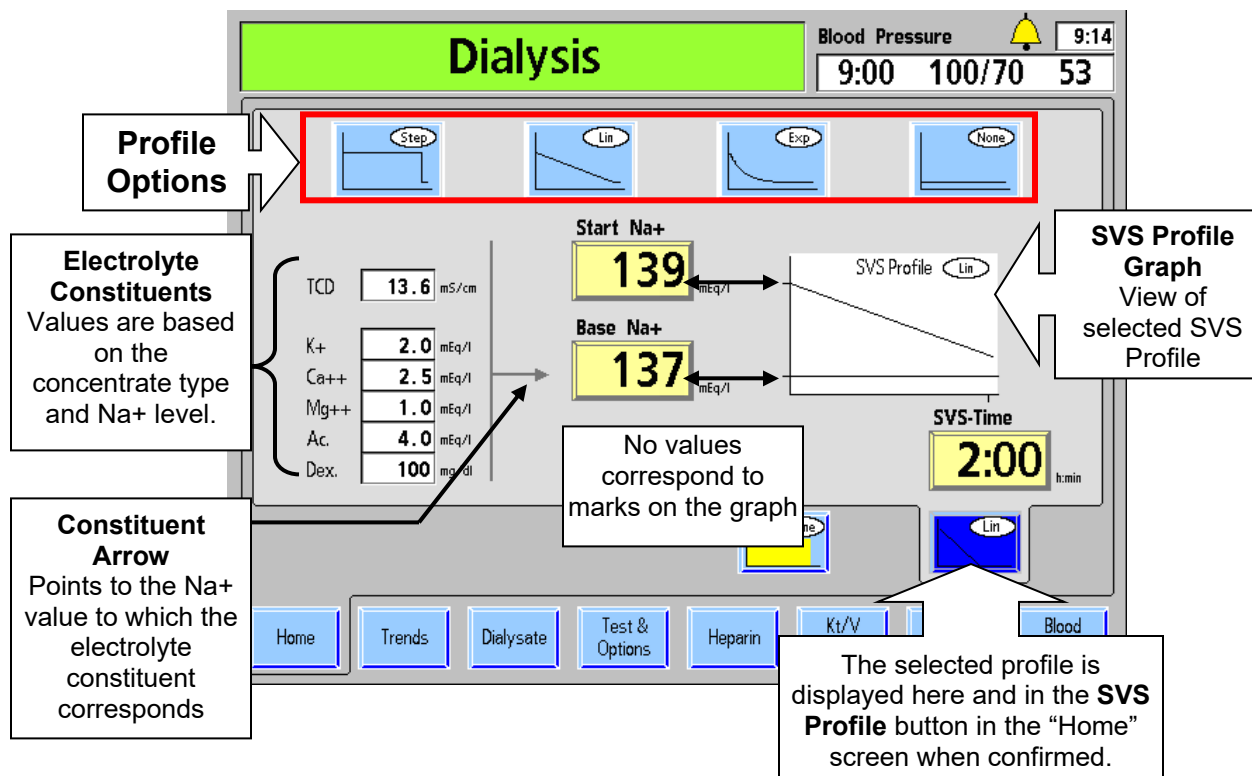 Dialysis
Blood Pressure
9:14
9:00 100/70 53
Profile
Options
Step
Lin
Exp
None
Electrolyte
Constituents
Values are based
on the
concentrate type
and Na+ level.
TCD 13.6 mS/cm
K+ 2.0 mEq/l
Ca++ 2.5 mEq/l
Mg++ 1.0 mEq/l
Ac. 4.0 mEq/l
Dex. 100 mg/dl
Start Na+
139 mEq/l
Base Na+
137 mEq/l
SVS Profile Lin
SVS Profile
Graph
View of
selected SVS
Profile
SVS-Time
2:00 h:min
No values
correspond to
marks on the graph
Lin
Constituent
Arrow
Points to the Na+
value to which the
electrolyte
constituent
corresponds
Home
Trends
Dialysate
Test &
Options
Heparin
Kt/V
Blood
The selected profile is
displayed here and in the SVS
Profile button in the “Home”
screen when confirmed.